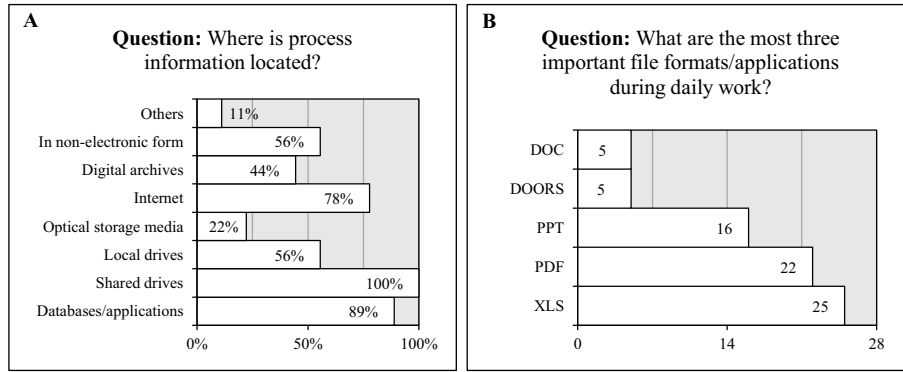 A
Question: Where is process
information located?
Others
11%
In non-electronic form
56%
Digital archives
44%
Internet
78%
Optical storage media
22%
Local drives
56%
Shared drives
100%
Databases/applications
89%
0%
50%
100%
B
Question: What are the most three
important file formats/applications
during daily work?
DOC
5
DOORS
5
PPT
16
PDF
22
XLS
25
0
14
28